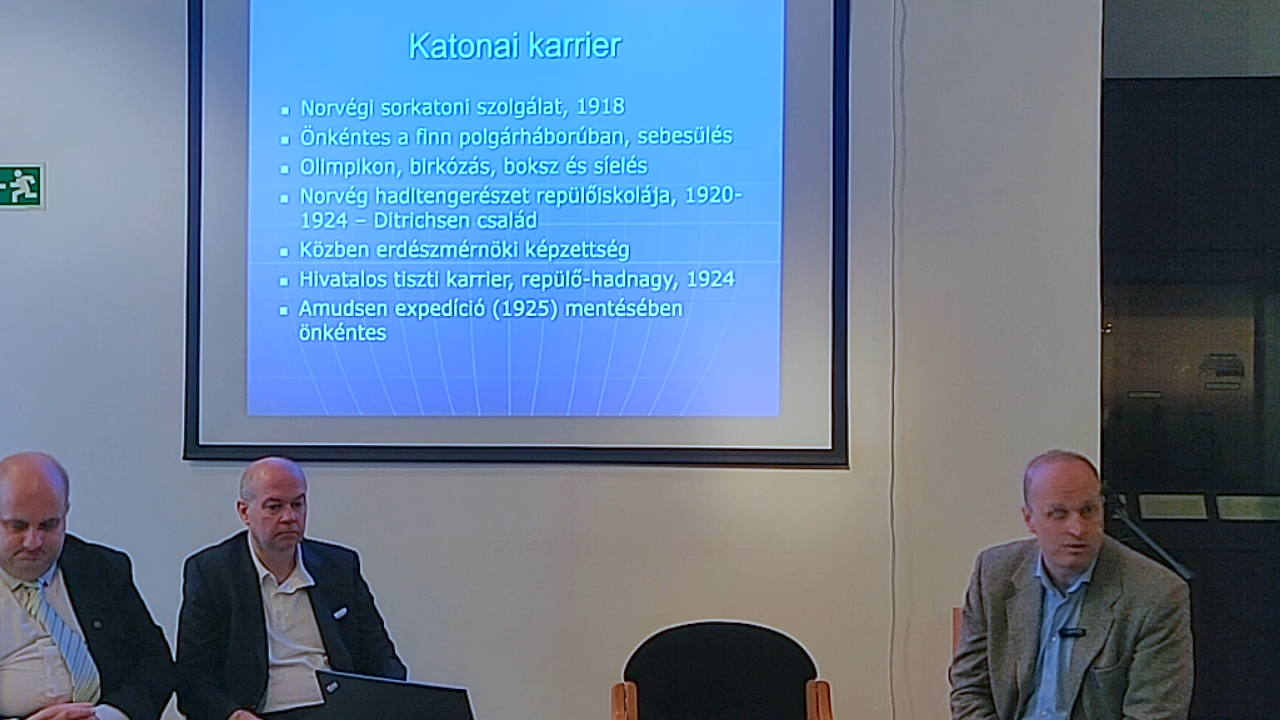 Katonai karrier
Norvégi sorkatoni szolgálat, 1918
Önkéntes a finn polgárháborúban, sebesülés
Olimpikon, birkózás, boksz és síelés
Norvég haditengerészet repülőiskolája, 1920-
1924 – Ditrichsen család
Közben erdészmérnöki képzettség
Hivatalos tiszti karrier, repülő-hadnagy, 1924
Amudsen expedíció (1925) mentésében
önkéntes